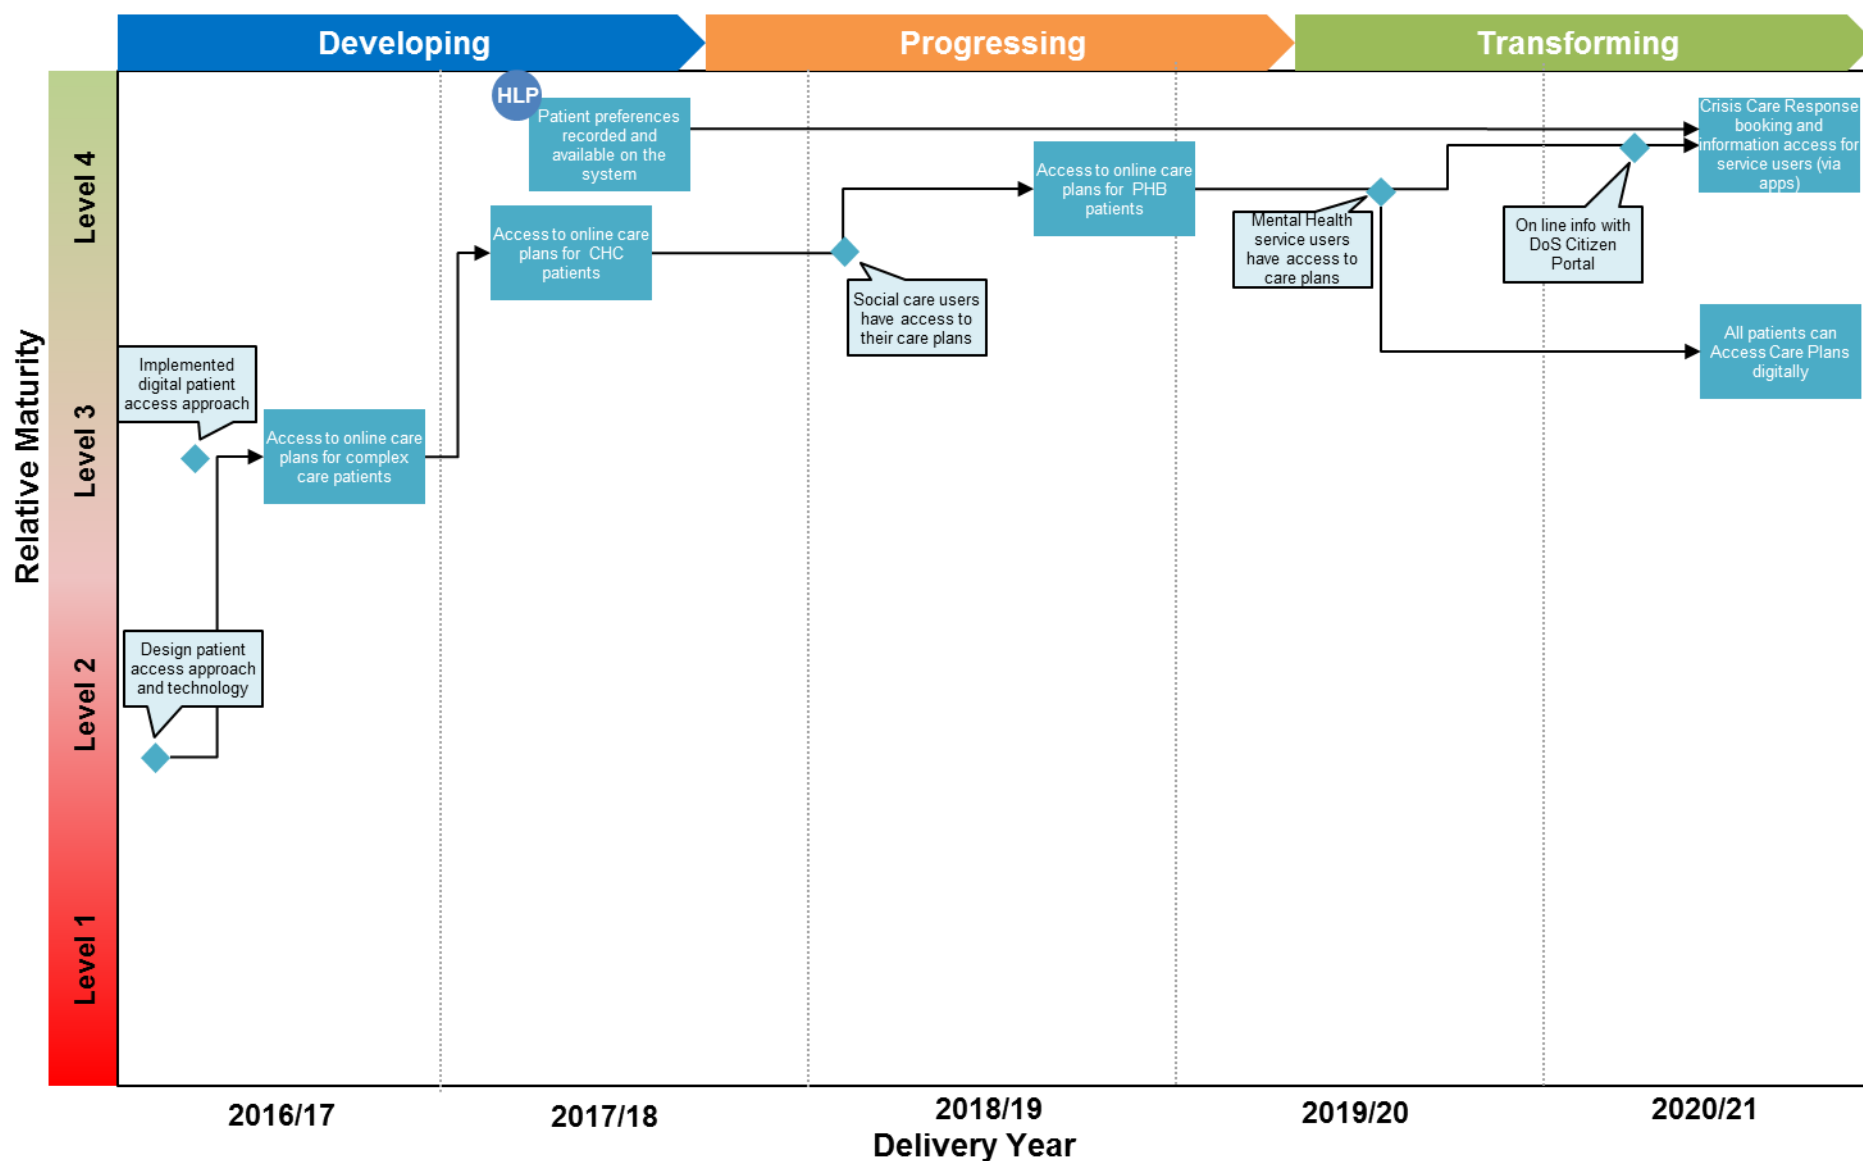 Developing
Progressing
Transforming
HLP
Patient preferences
recorded and
available on the
system
Crisis Care Response
booking and
information access for
service users (via
apps)
Access to online care
plans for PHB
patients
Access to online care
plans for CHC
patients
Mental Health
service users
have access to
care plans
On line info with
DoS Citizen
Portal
Social care users
have access to
their care plans
All patients can
Access Care Plans
digitally
Implemented
digital patient
access approach
Access to online care
plans for complex
care patients
Design patient
access approach
and technology
Relative Maturity
Level 4
Level 3
Level 2
Level 1
2016/17
2017/18
2018/19
2019/20
2020/21
Delivery Year